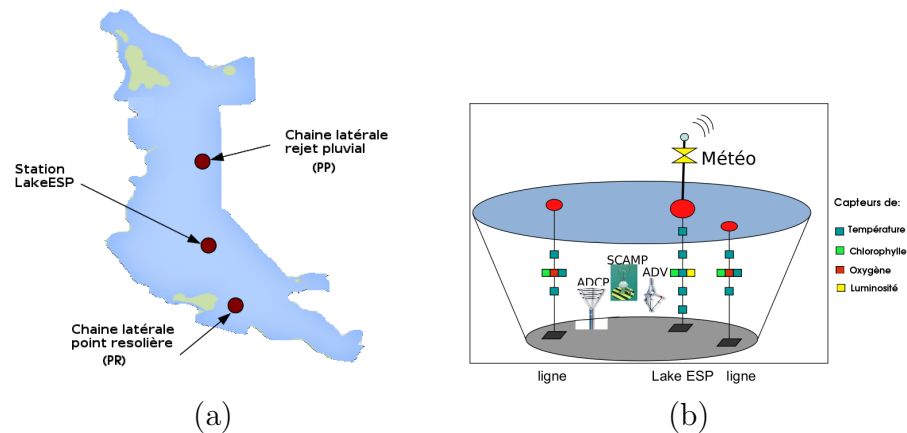 Chaine latérale
rejet pluvial
(PP)
Station
LakeESP
Chaine latérale
point resolière
(PR)
(a)
Météo
Capteurs de:
Température
Chlorophylle
Oxygène
Luminosité
SCAMP
ADV
ADCP
ligne
Lake ESP
ligne
(b)